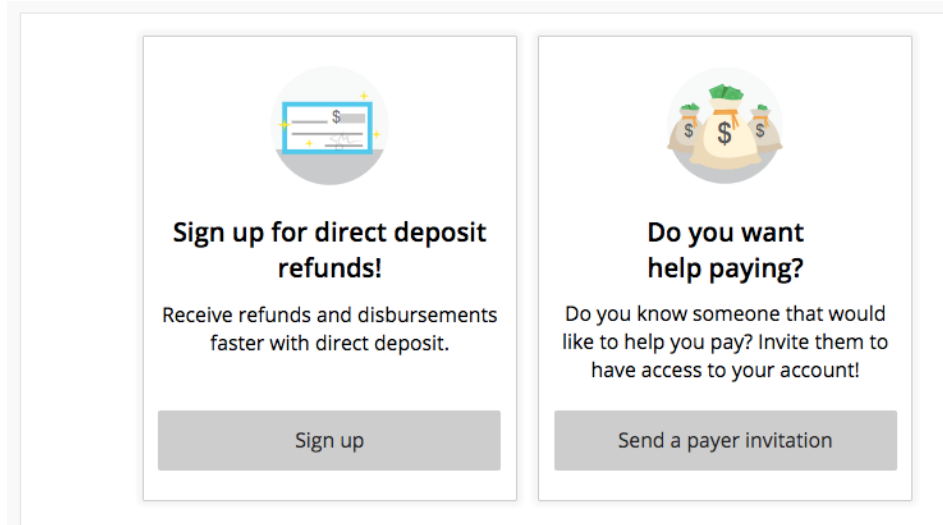 $
Sign up for direct deposit
refunds!
Receive refunds and disbursements
faster with direct deposit.
Sign up
$ $ $
Do you want
help paying?
Do you know someone that would
like to help you pay? Invite them to
have access to your account!
Send a payer invitation